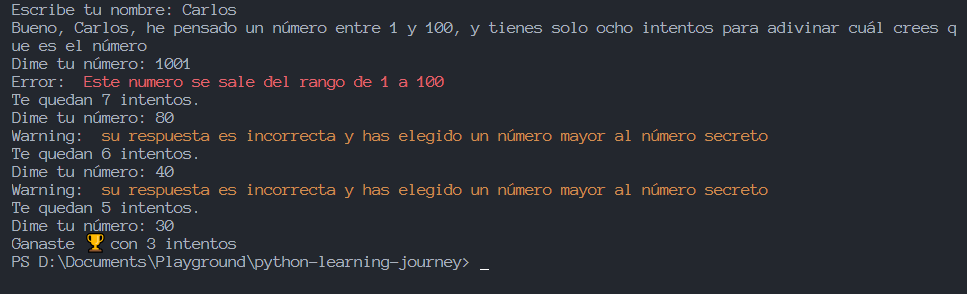 Escribe tu nombre: Carlos
Bueno, Carlos, he pensado un número entre 1 y 100, y tienes solo ocho intentos para adivinar cuál crees q
ue es el número
Dime tu número: 1001
Error:  Este numero se sale del rango de 1 a 100
Te quedan 7 intentos.
Dime tu número: 80
Warning:  su respuesta es incorrecta y has elegido un número mayor al número secreto
Te quedan 6 intentos.
Dime tu número: 40
Warning:  su respuesta es incorrecta y has elegido un número mayor al número secreto
Te quedan 5 intentos.
Dime tu número: 30
Ganaste 🏆 con 3 intentos
PS D:\Documents\Playground\python-learning-journey> _